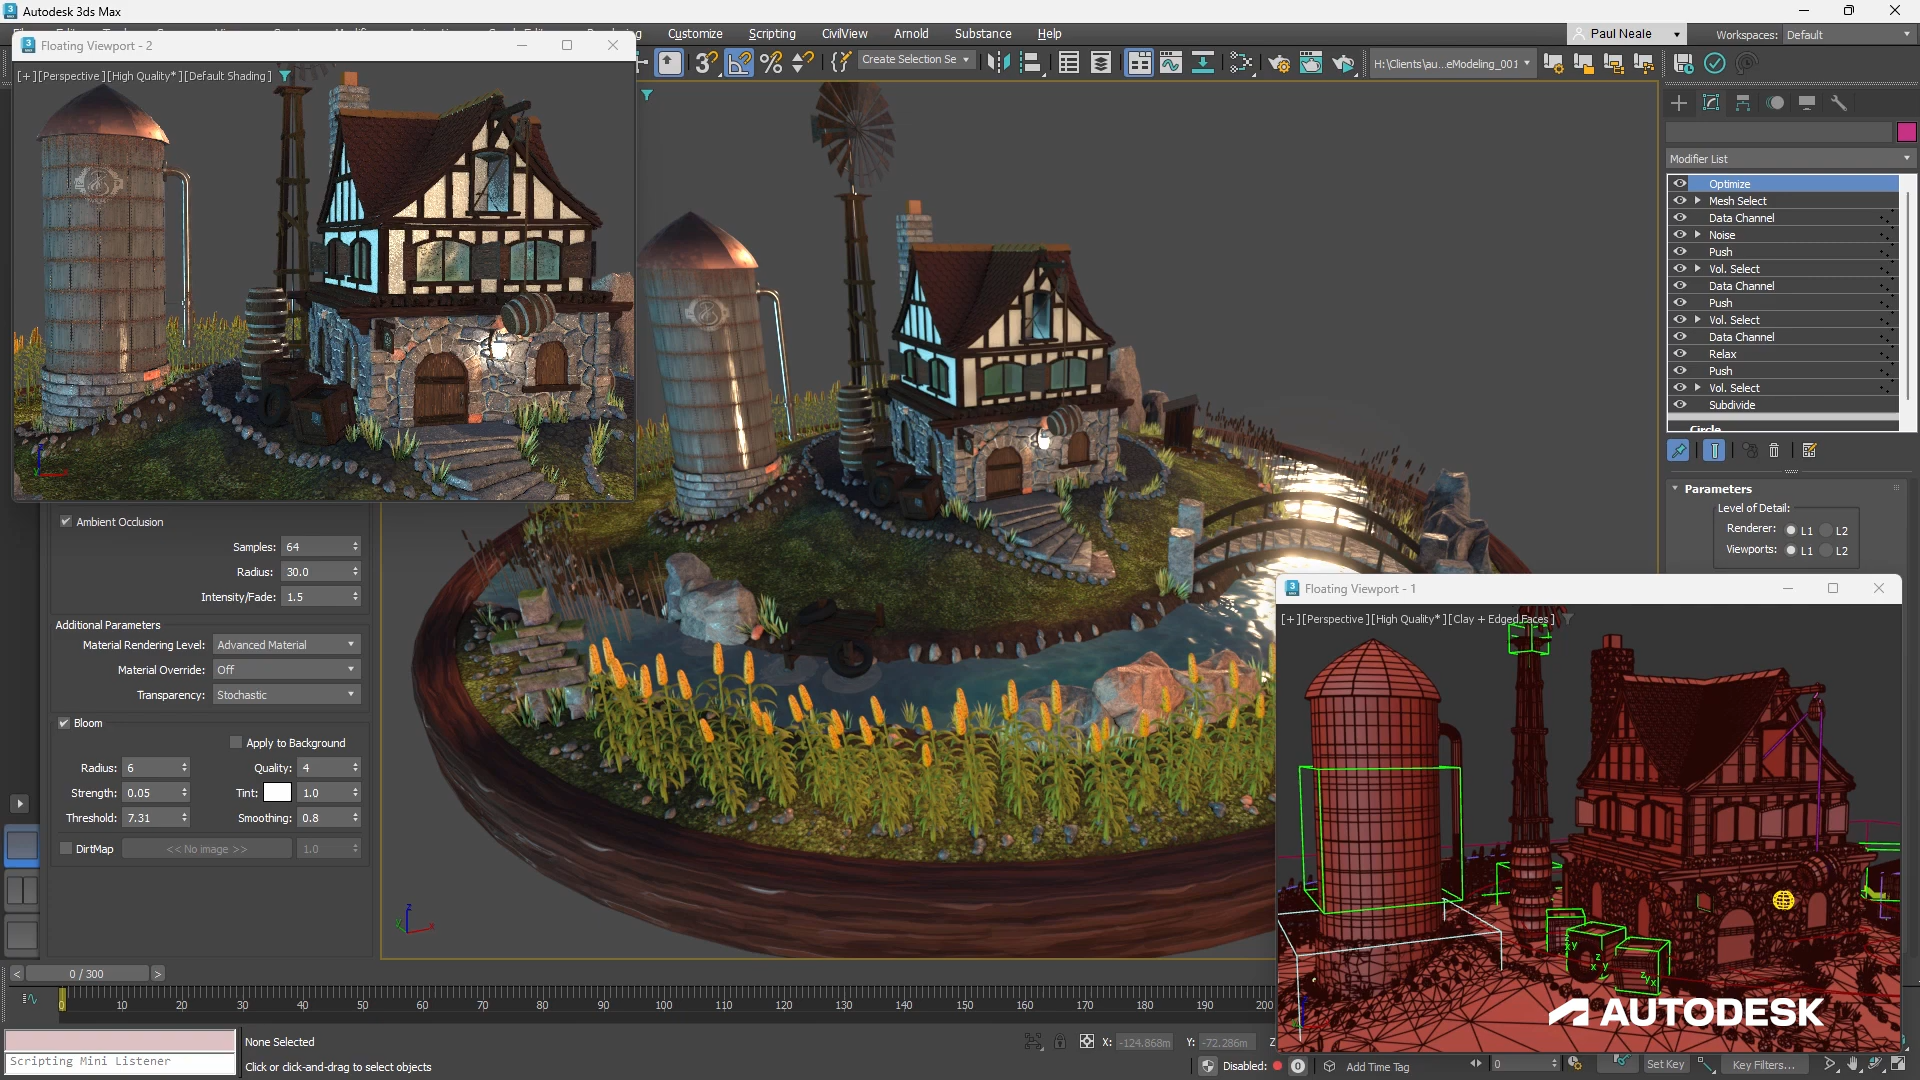 Autodesk 3ds Max
Customize Scripting CivilView Arnold Substance Help
Paul Neale
Workspaces: Default
Floating Viewport - 2
[+][Perspective][High Quality*][Default Shading]
Create Selection Se
H:\Clients\au...eModeling_001
Modifier List
Optimize
Mesh Select
Data Channel
Noise
Push
Vol. Select
Data Channel
Push
Vol. Select
Data Channel
Relax
Push
Vol. Select
Subdivide
Circle
Parameters
Level of Detail:
Renderer: L1 L2
Viewports: L1 L2
Ambient Occlusion
Samples: 64
Radius: 30.0
Intensity/Fade: 1.5
Additional Parameters
Material Rendering Level: Advanced Material
Material Override: Off
Transparency: Stochastic
Bloom
Apply to Background
Radius: 6 Quality: 4
Strength: 0.05 Tint: 1.0
Threshold: 7.31 Smoothing: 0.8
DirtMap << No image >> 1.0
Floating Viewport - 1
[+][Perspective][High Quality*][Clay + Edged Faces]
AUTODESK
< 0 / 300 >
0 10 20 30 40 50 60 70 80 90 100 110 120 130 140 150 160 170 180 190 200
None Selected
X: -124.868m Y: -72.286m Z
Scripting Mini Listener
Click or click-and-drag to select objects
Disabled: 0 Add Time Tag 0 Set Key Key Filters...